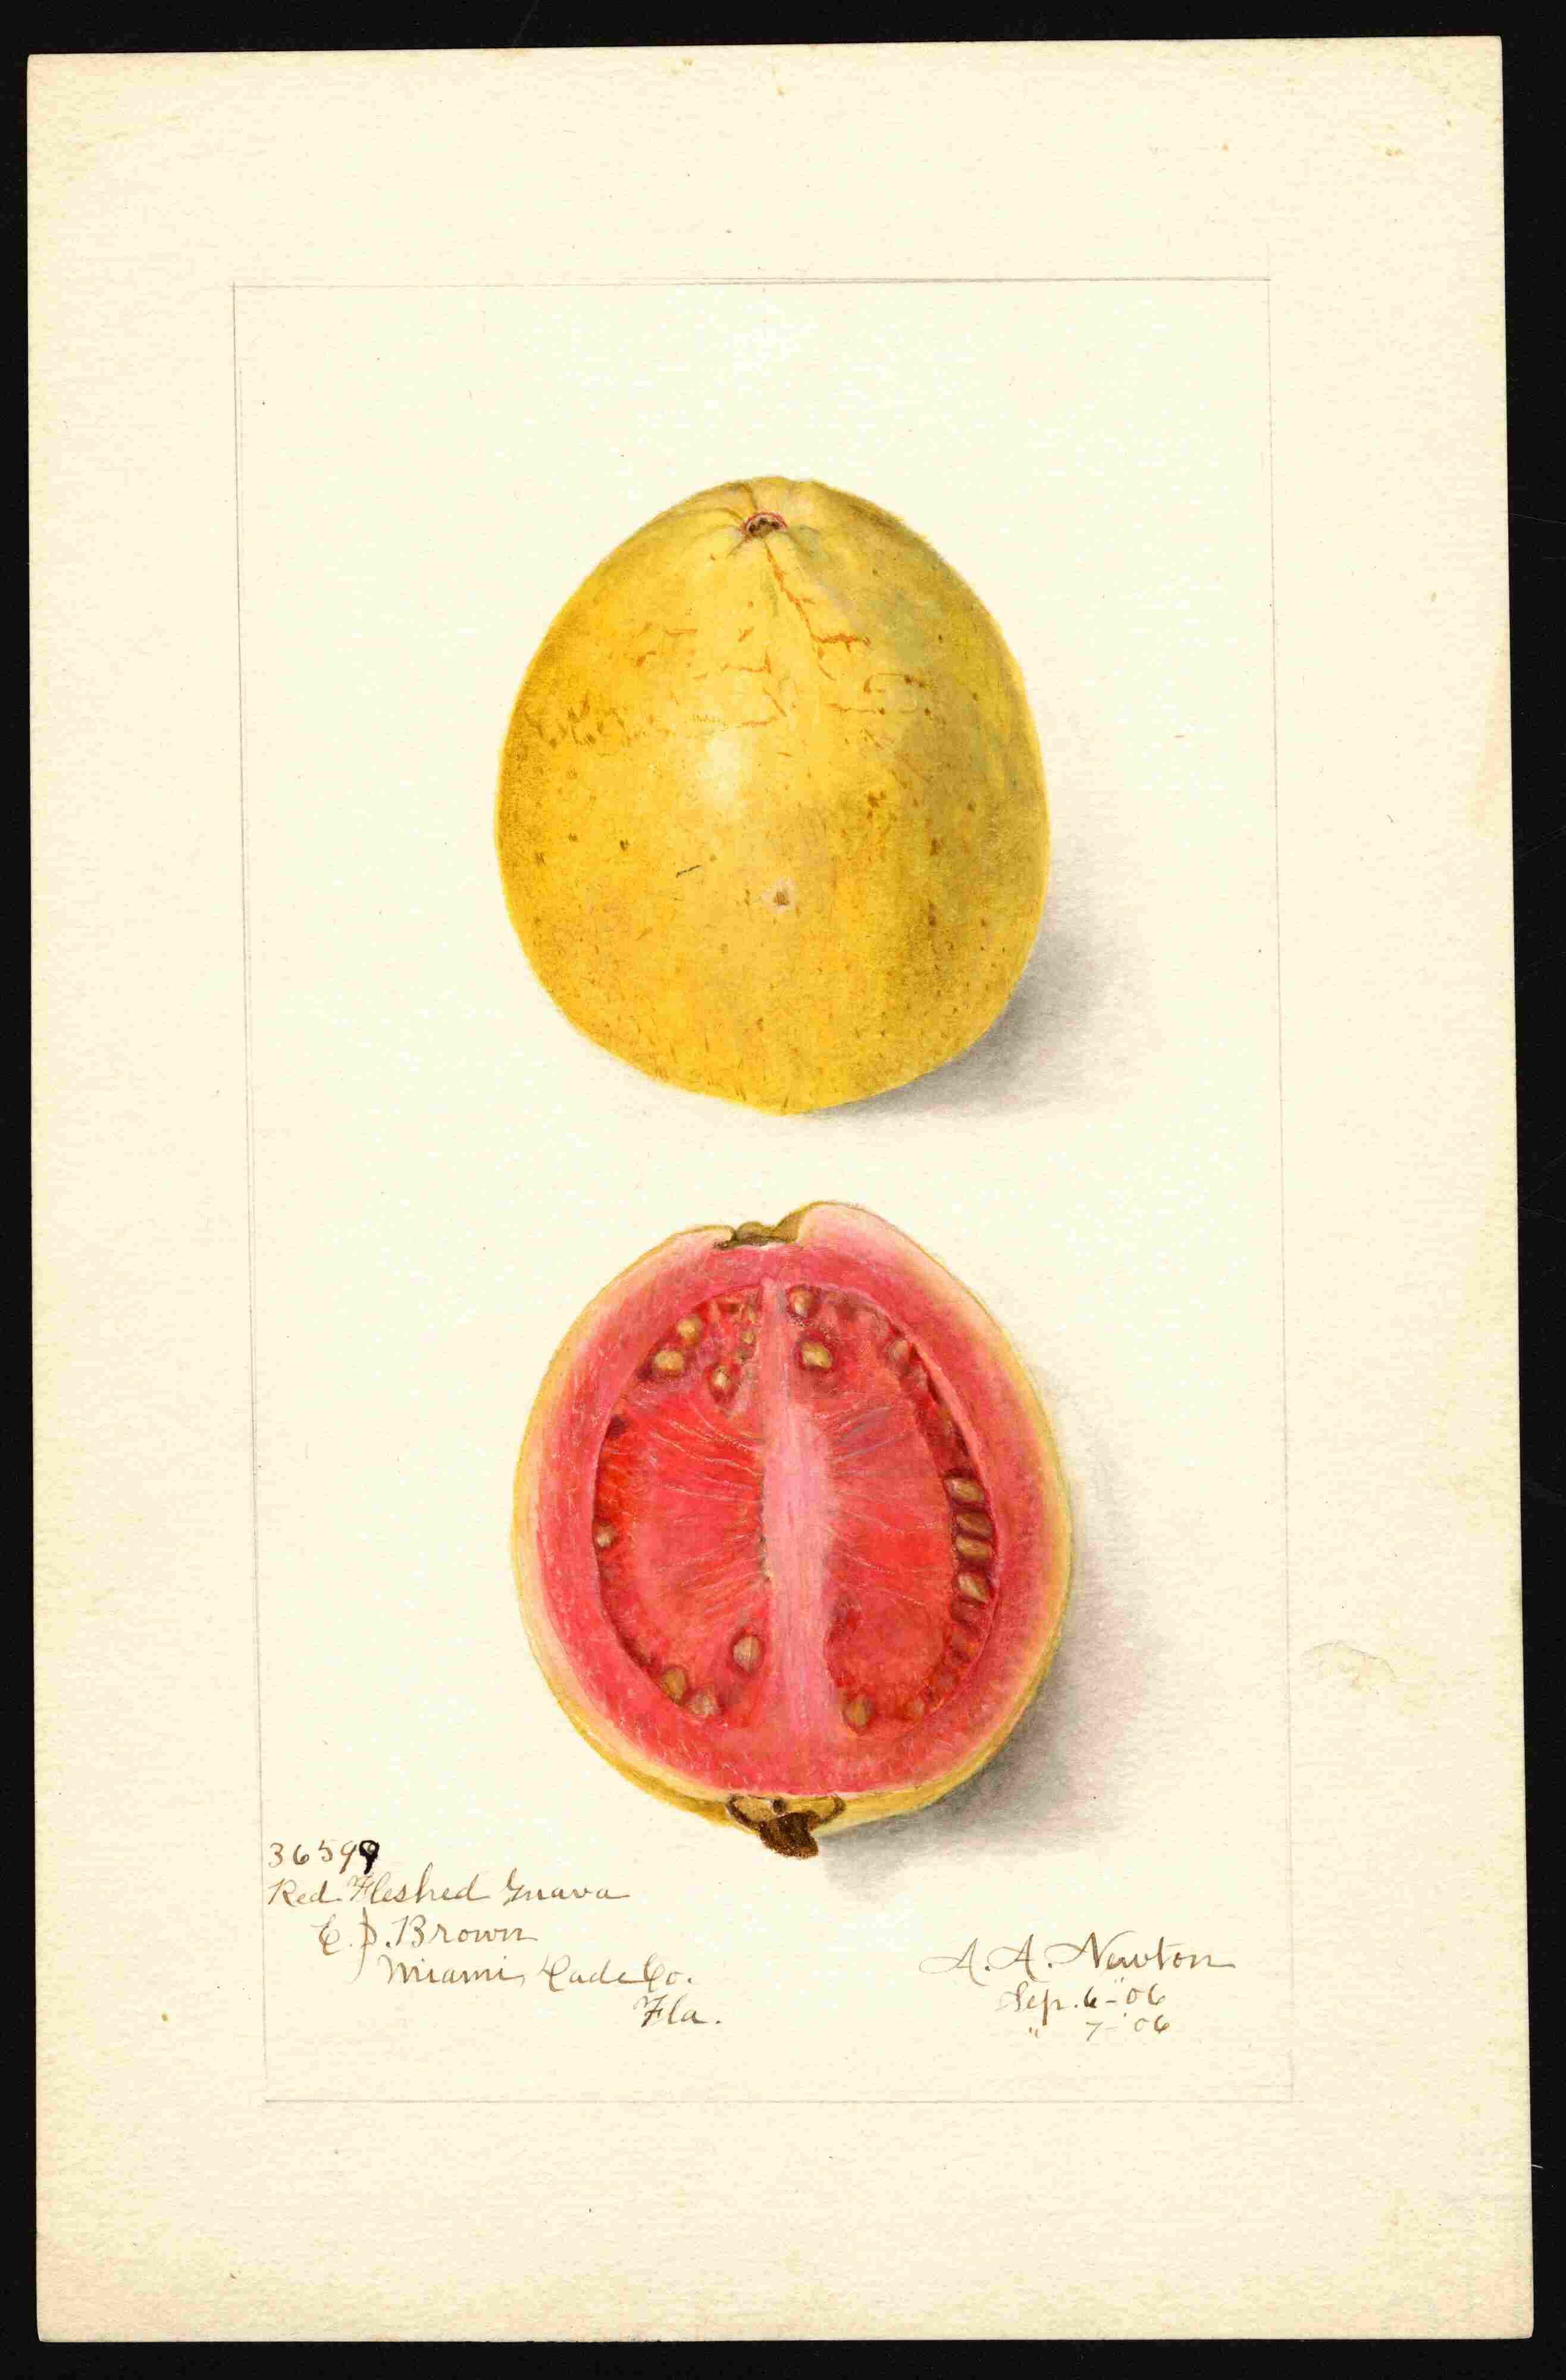 36599
Red Fleshed Guava
E. D. Brown
Miami, Dade Co.
Fla.
A. A. Newton
Sep. 6-"06
" 7-'06